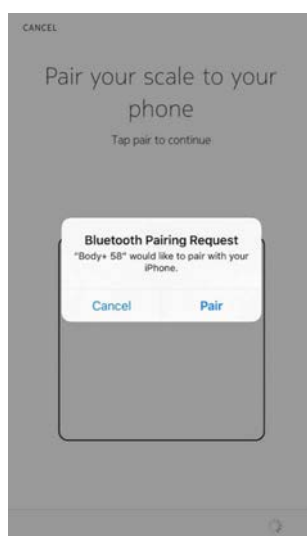 CANCEL
Pair your scale to your
phone
Tap pair to continue
Bluetooth Pairing Request
"Body+ 58" would like to pair with your
iPhone.
Cancel Pair